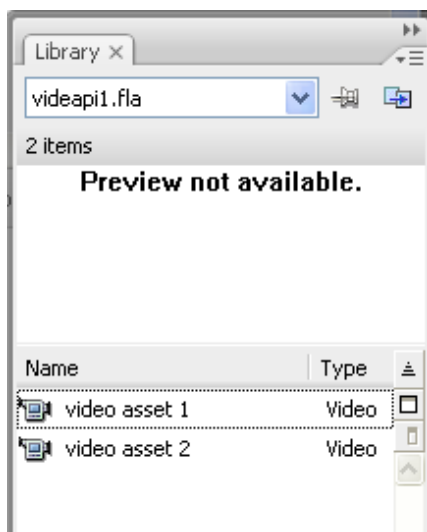 Library
videapi1.fla
2 items
Preview not available.
Name Type
video asset 1 Video
video asset 2 Video